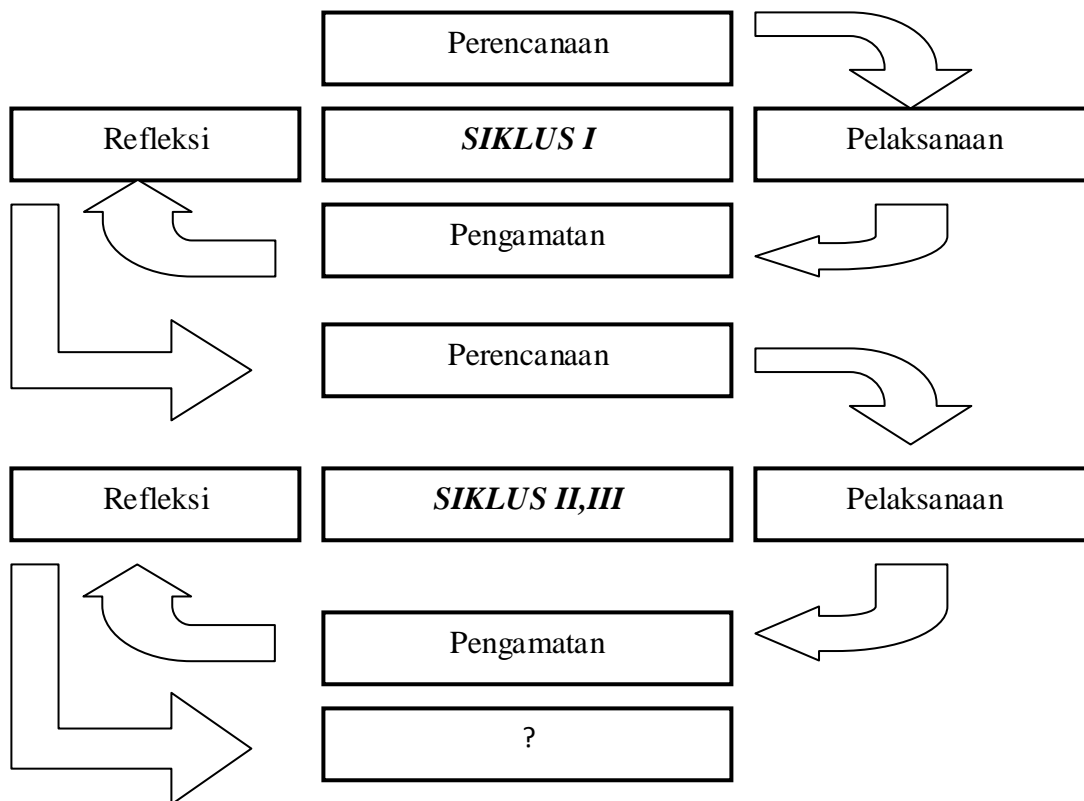 Perencanaan
Refleksi
SIKLUS I
Pelaksanaan
Pengamatan
Perencanaan
Refleksi
SIKLUS II,III
Pelaksanaan
Pengamatan
?